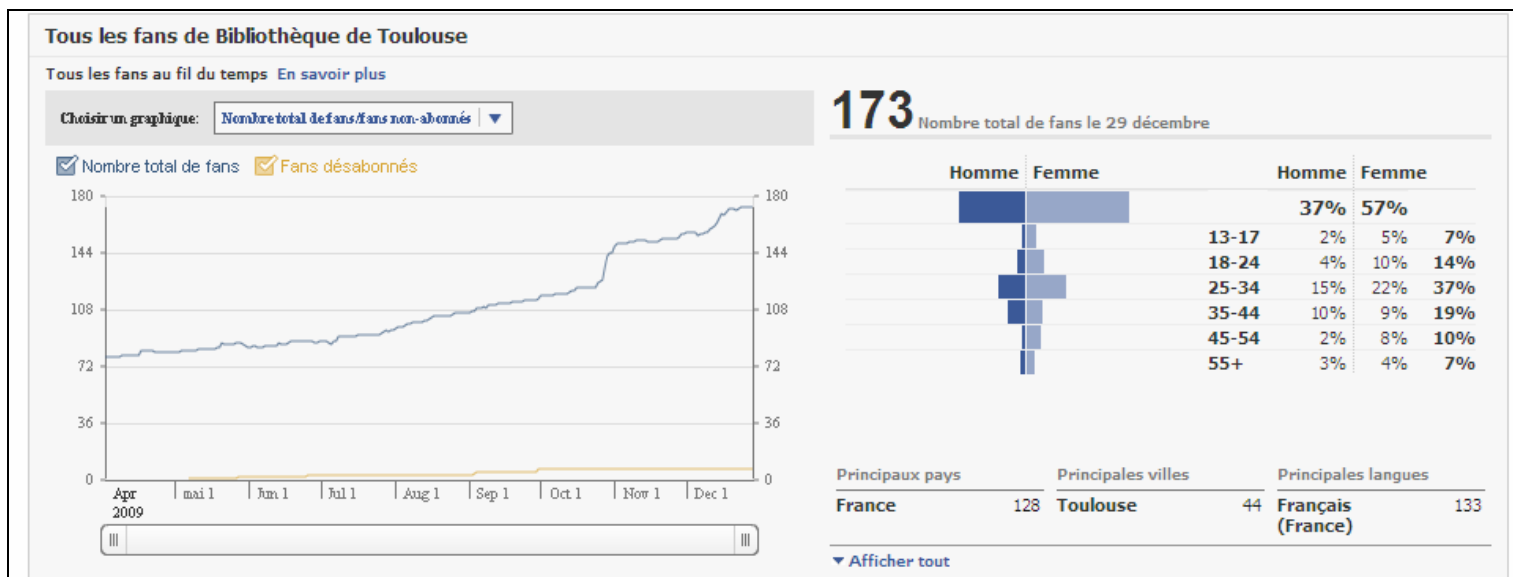 Tous les fans de Bibliothèque de Toulouse
Tous les fans au fil du temps En savoir plus
Choisir un graphique: Nombre total de fans/fans non-abonnés
Nombre total de fans Fans désabonnés
180 180
144 144
108 108
72 72
36 36
0 0
Apr mai 1 Jun 1 Jul 1 Aug 1 Sep 1 Oct 1 Nov 1 Dec 1
2009
173 Nombre total de fans le 29 décembre
Homme Femme Homme Femme
37% 57%
13-17 2% 5% 7%
18-24 4% 10% 14%
25-34 15% 22% 37%
35-44 10% 9% 19%
45-54 2% 8% 10%
55+ 3% 4% 7%
Principaux pays Principales villes Principales langues
France 128 Toulouse 44 Français 133
(France)
Afficher tout